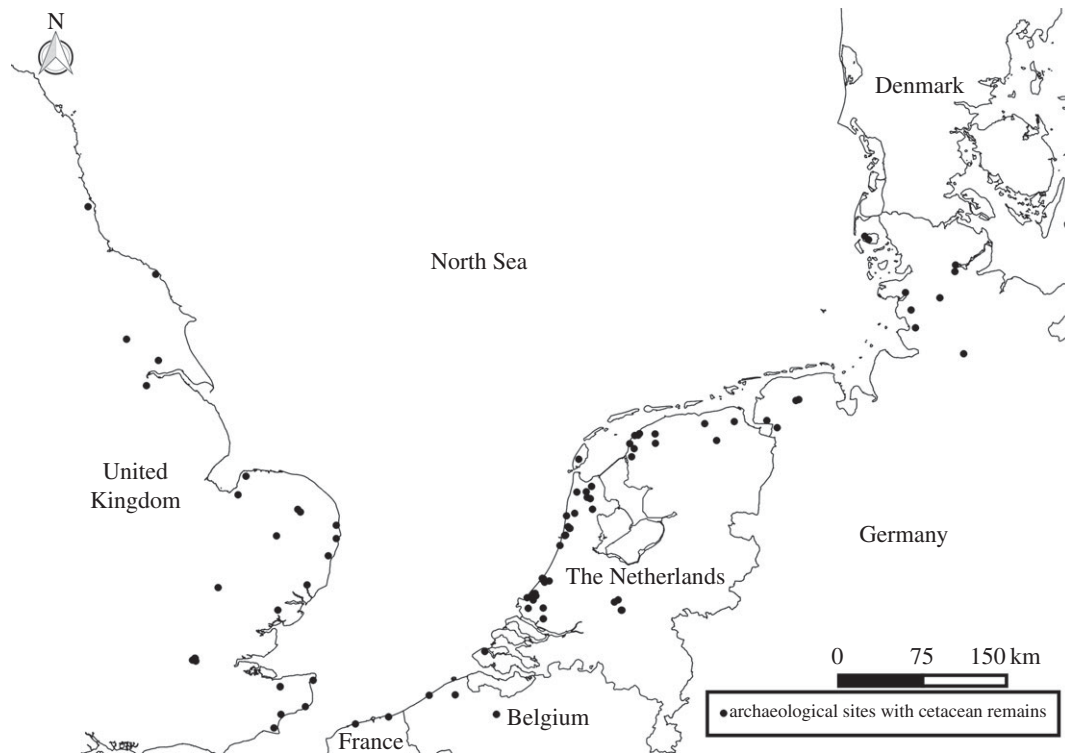 N
Denmark
North Sea
United
Kingdom
Germany
The Netherlands
0 75 150 km
Belgium
France
archaeological sites with cetacean remains